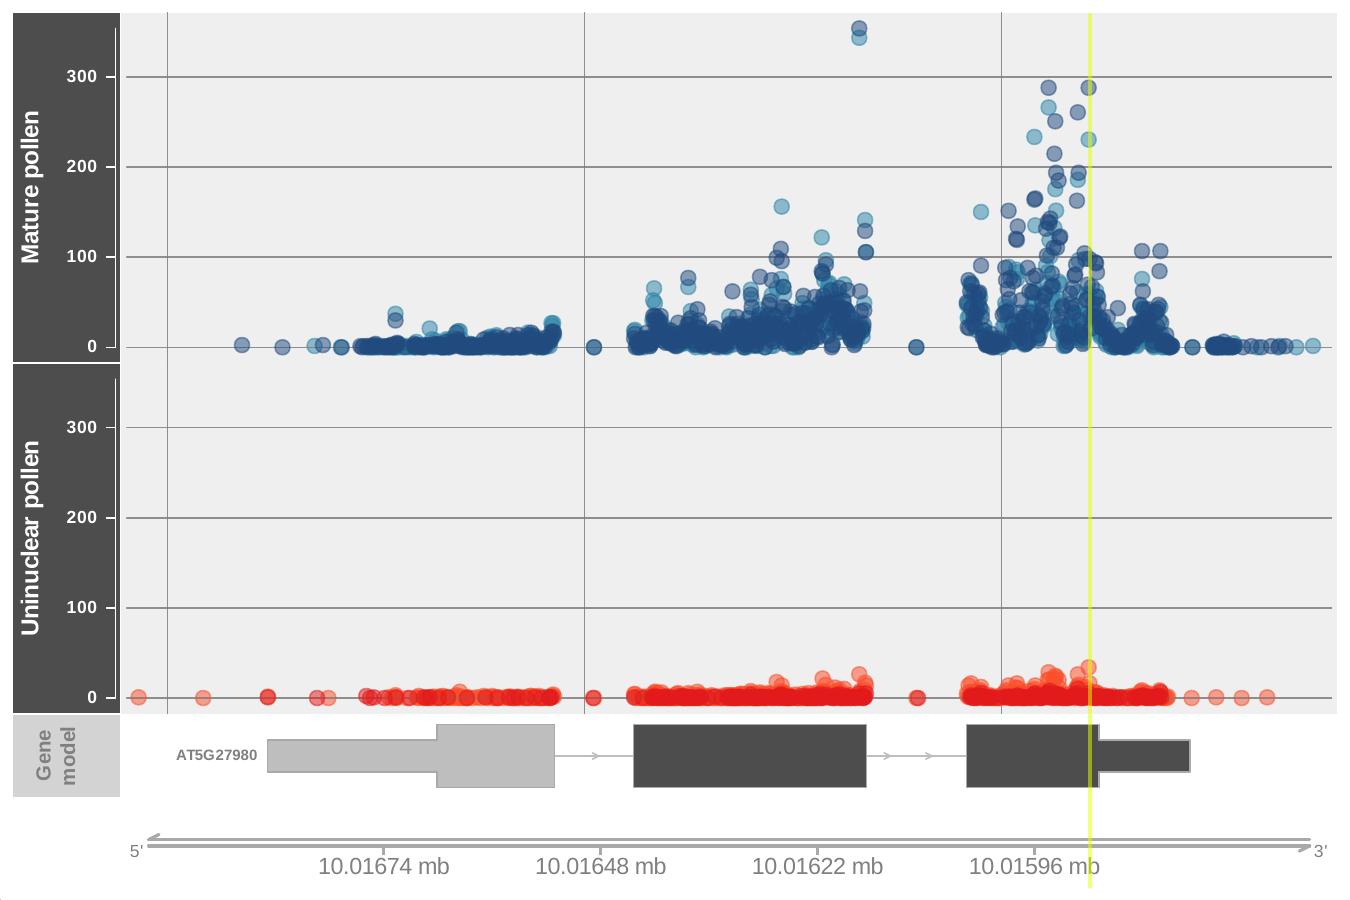 Mature pollen
300
200
100
0
Uninuclear pollen
300
200
100
0
Gene
model
AT5G27980
5'
3'
10.01674 mb
10.01648 mb
10.01622 mb
10.01596 mb